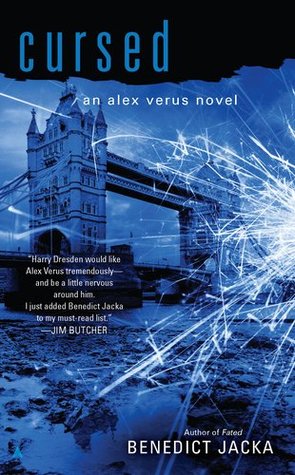 cursed
an alex verus novel
"Harry Dresden would like
Alex Verus tremendously—
and be a little nervous
around him.
I just added Benedict Jacka
to my must-read list."
—JIM BUTCHER
Author of Fated
BENEDICT JACKA